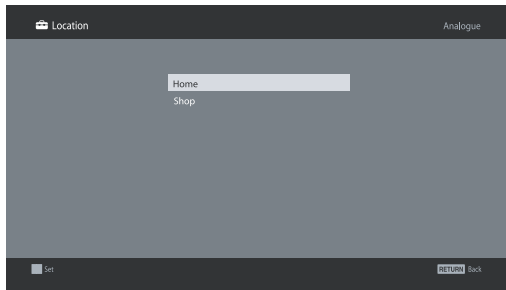 Location
Analogue
Home
Shop
Set
RETURN Back